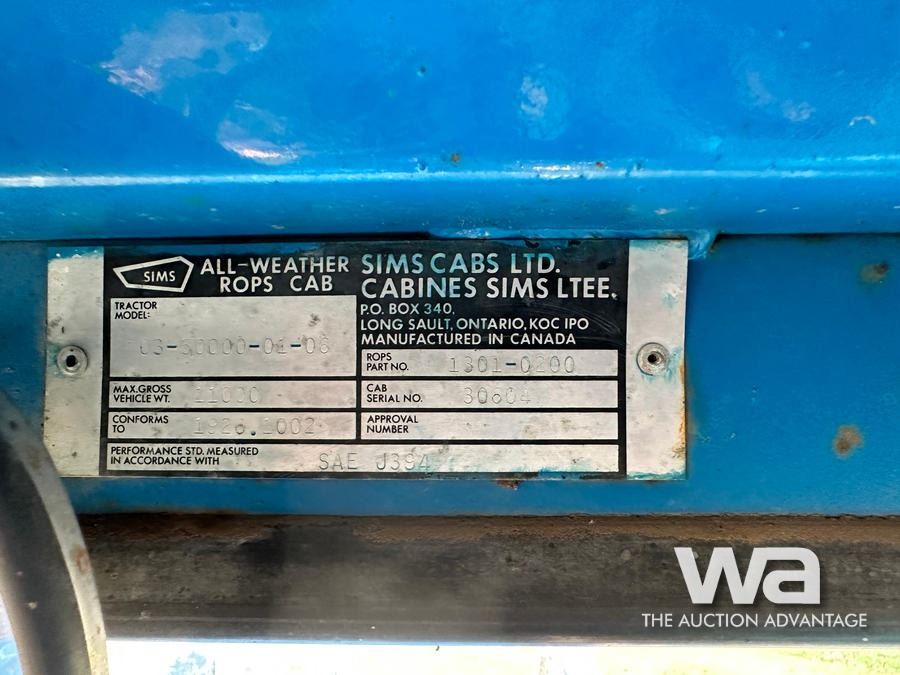 SIMS
ALL-WEATHER
ROPS CAB
SIMS CABS LTD.
CABINES SIMS LTEE.
P.O. BOX 340,
LONG SAULT, ONTARIO, KOC IPO
MANUFACTURED IN CANADA
TRACTOR
MODEL:
ROPS
PART NO. 1301-0200
MAX. GROSS
VEHICLE WT. 11000
CAB
SERIAL NO. 30604
CONFORMS
TO 1926.1002
APPROVAL
NUMBER
PERFORMANCE STD. MEASURED
IN ACCORDANCE WITH SAE J394
wa
THE AUCTION ADVANTAGE